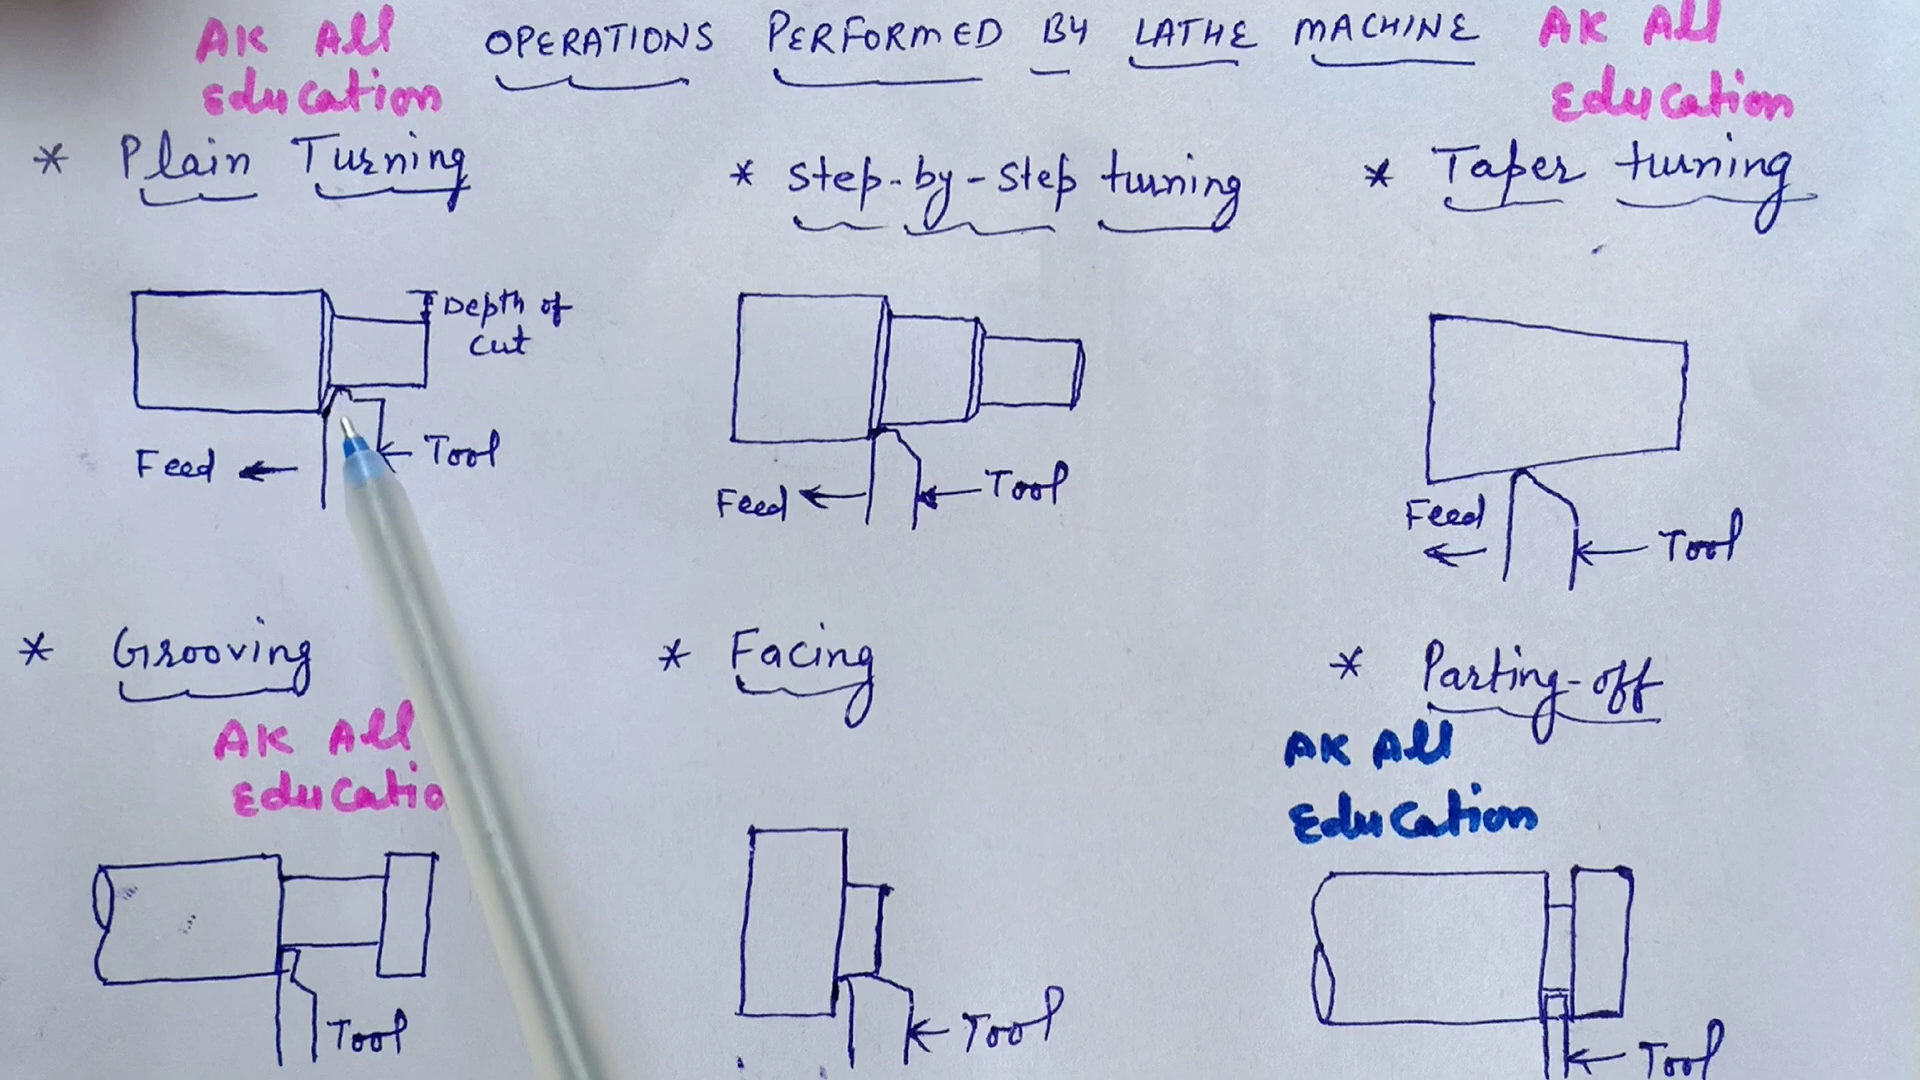 AK All
Education
OPERATIONS PERFORMED BY LATHE MACHINE
AK All
Education
* Plain Turning
* Step-by-Step turning
* Taper turning
Depth of
Cut
Feed
Tool
Feed
Tool
Feed
Tool
* Grooving
* Facing
* Parting-off
AK All
Educatio
AK All
Education
Tool
Tool
Tool